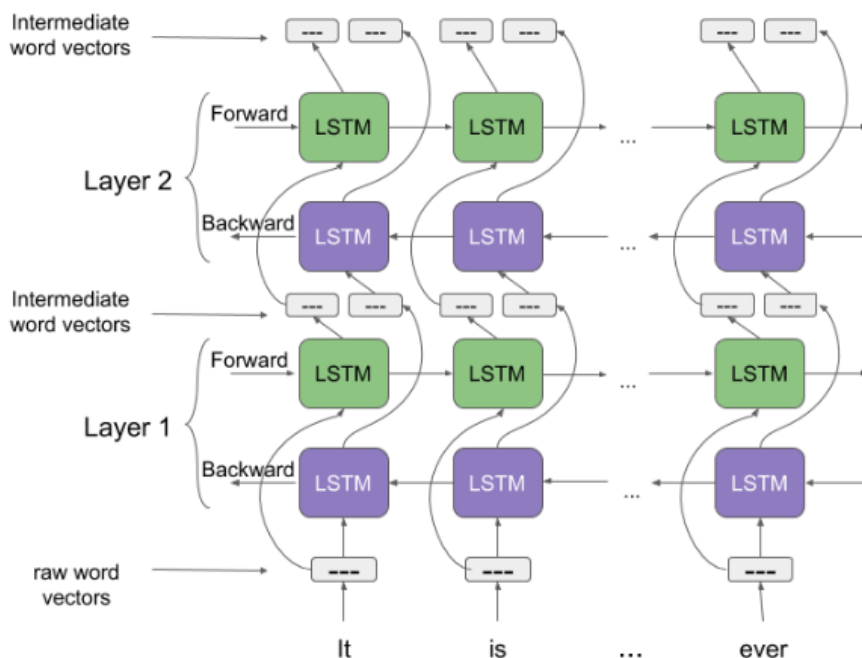 Intermediate
word vectors
--- --- --- --- --- ---
Forward
LSTM LSTM ... LSTM
Layer 2
Backward
LSTM LSTM ... LSTM
Intermediate
word vectors
--- --- --- --- --- ---
Forward
LSTM LSTM ... LSTM
Layer 1
Backward
LSTM LSTM ... LSTM
raw word
vectors
--- --- ---
It is ... ever